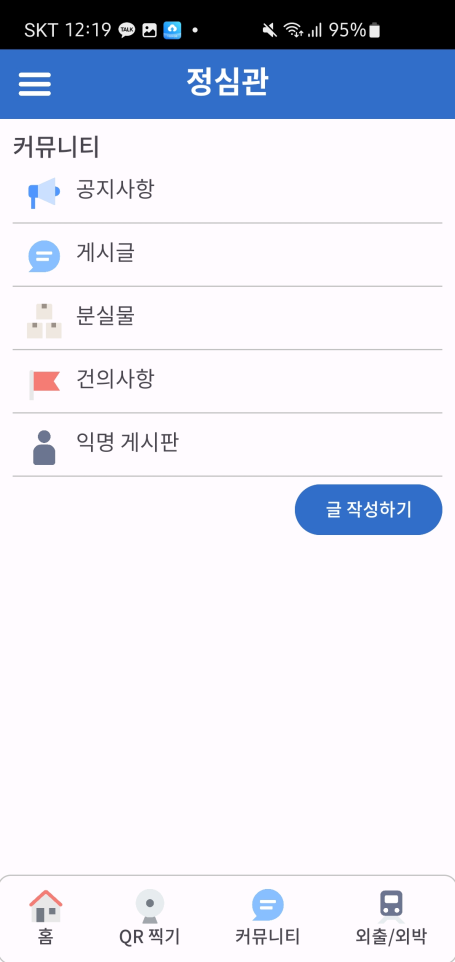 SKT 12:19 95%
정심관
커뮤니티
공지사항
게시글
분실물
건의사항
익명 게시판
글 작성하기
홈 QR 찍기 커뮤니티 외출/외박